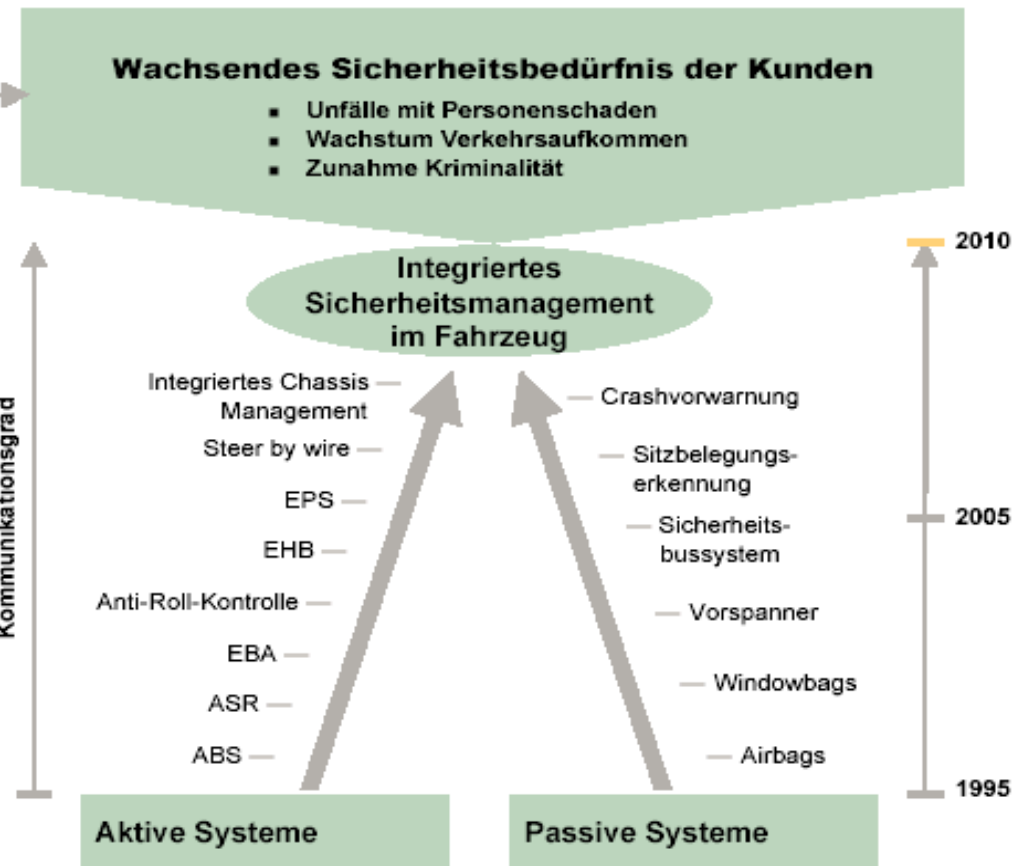 Wachsendes Sicherheitsbedürfnis der Kunden
▪ Unfälle mit Personenschaden
▪ Wachstum Verkehrsaufkommen
▪ Zunahme Kriminalität
Kommunikationsgrad
Integriertes
Sicherheitsmanagement
im Fahrzeug
Integriertes Chassis
Management
Steer by wire
EPS
EHB
Anti-Roll-Kontrolle
EBA
ASR
ABS
Aktive Systeme
Crashvorwarnung
Sitzbelegungs-
erkennung
Sicherheits-
bussystem
Vorspanner
Windowbags
Airbags
Passive Systeme
2010
2005
1995